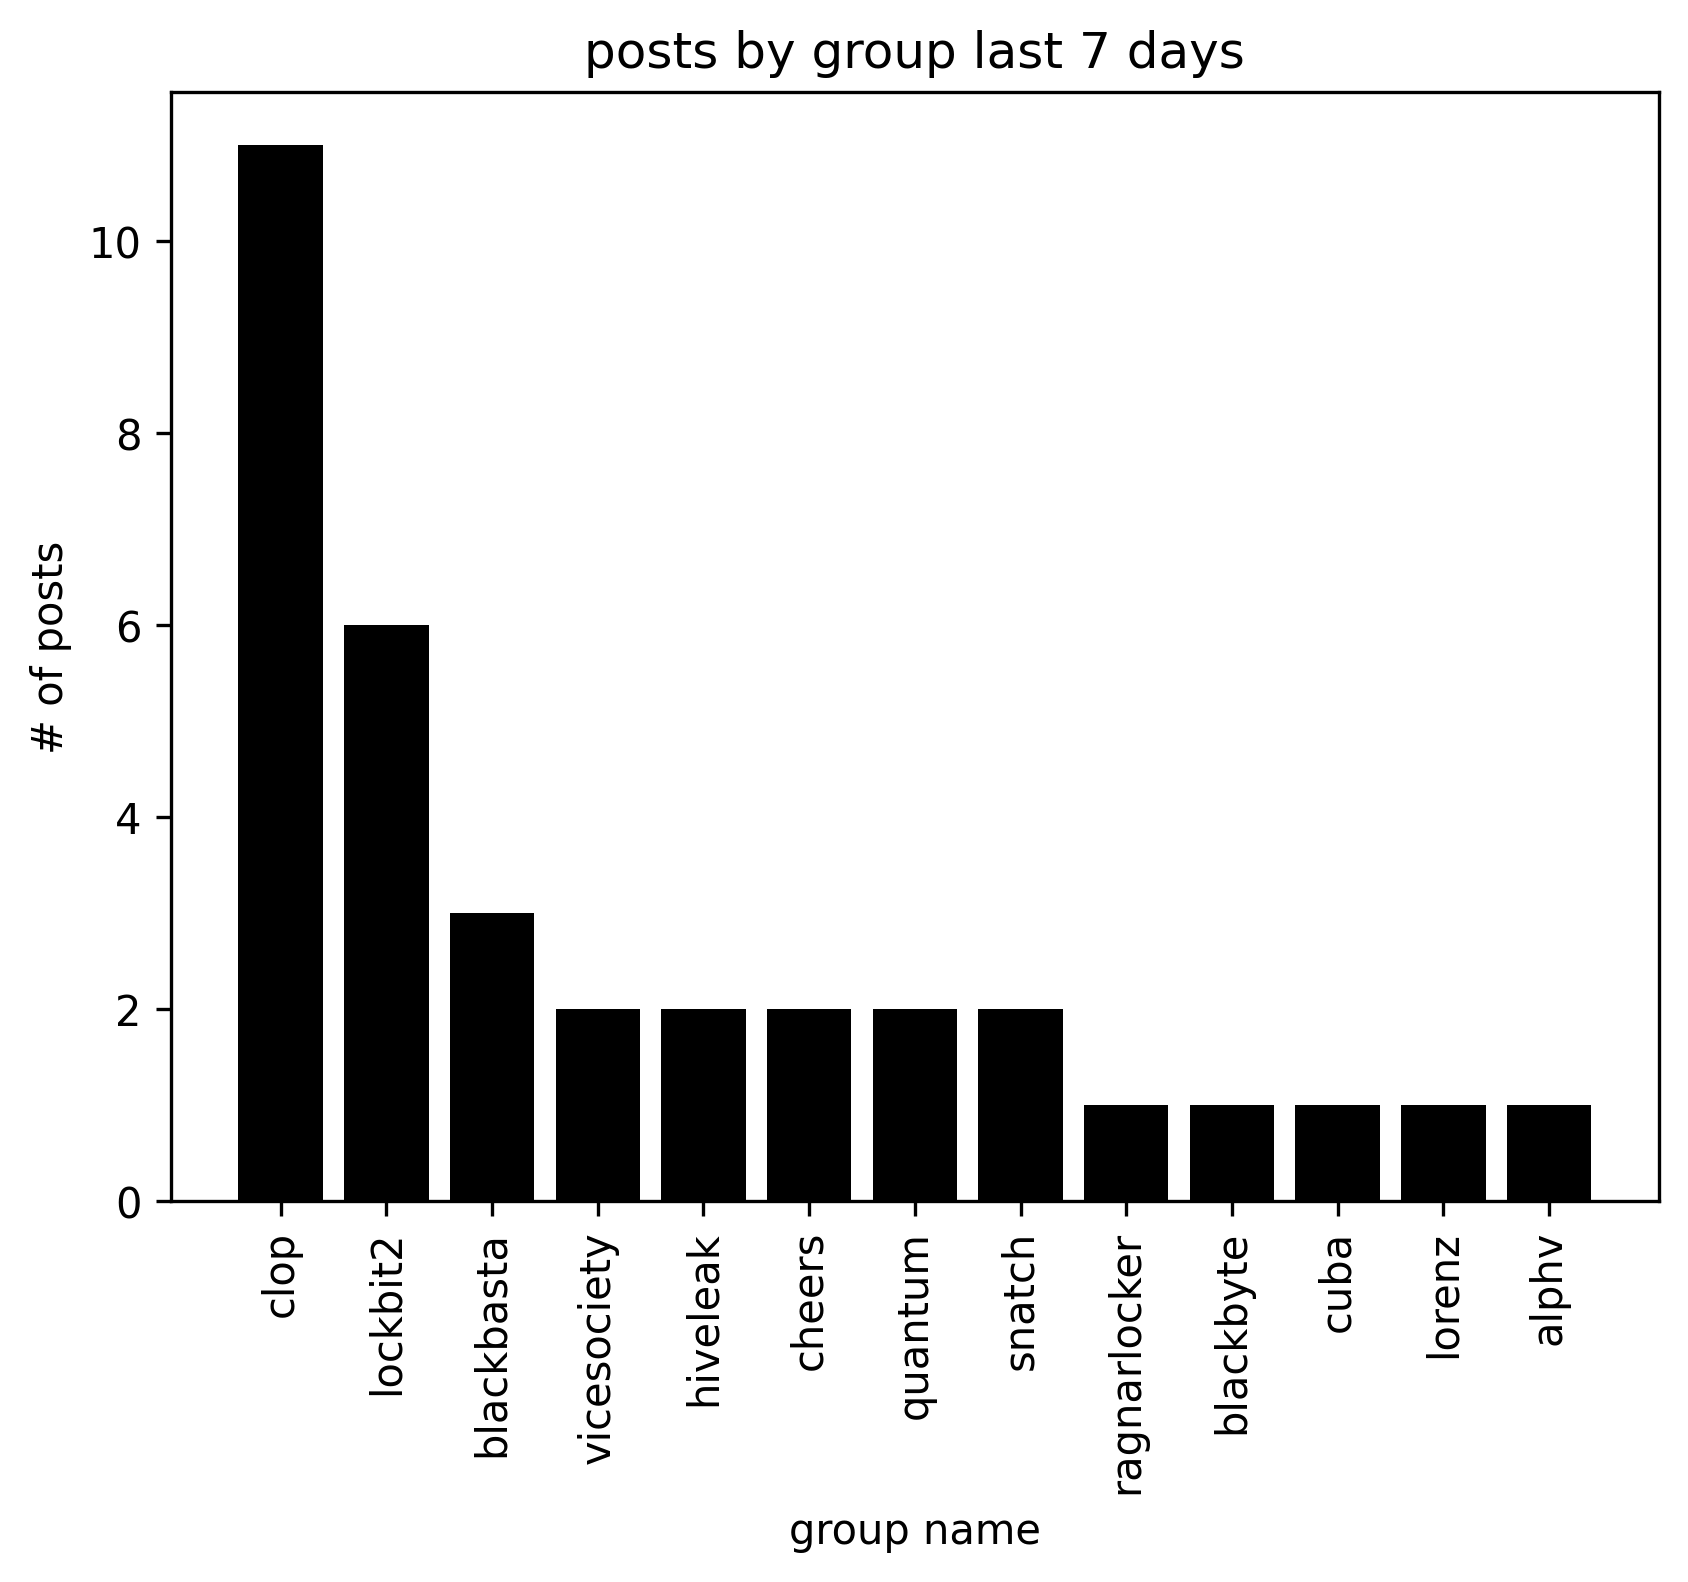 posts by group last 7 days
# of posts
10
8
6
4
2
0
clop
lockbit2
blackbasta
vicesociety
hiveleak
cheers
quantum
snatch
ragnarlocker
blackbyte
cuba
lorenz
alphv
group name